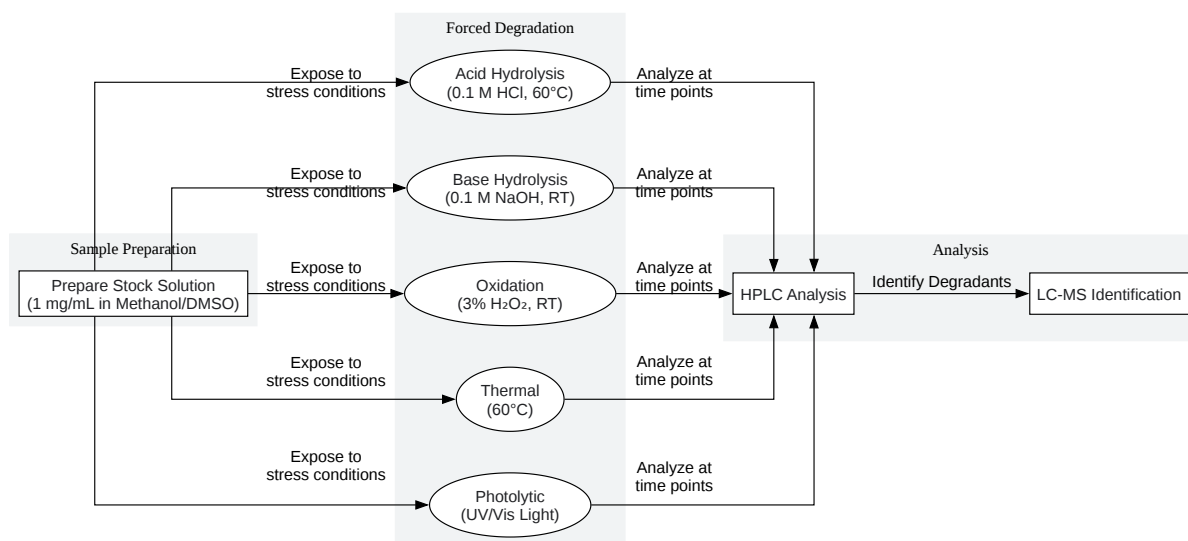 Forced Degradation
Expose to
stress conditions
Acid Hydrolysis
(0.1 M HCl, 60°C)
Analyze at
time points
Expose to
stress conditions
Base Hydrolysis
(0.1 M NaOH, RT)
Analyze at
time points
Sample Preparation
Prepare Stock Solution
(1 mg/mL in Methanol/DMSO)
Expose to
stress conditions
Oxidation
(3% H₂O₂, RT)
Analyze at
time points
Analysis
HPLC Analysis
Identify Degradants
LC-MS Identification
Expose to
stress conditions
Thermal
(60°C)
Analyze at
time points
Expose to
stress conditions
Photolytic
(UV/Vis Light)
Analyze at
time points